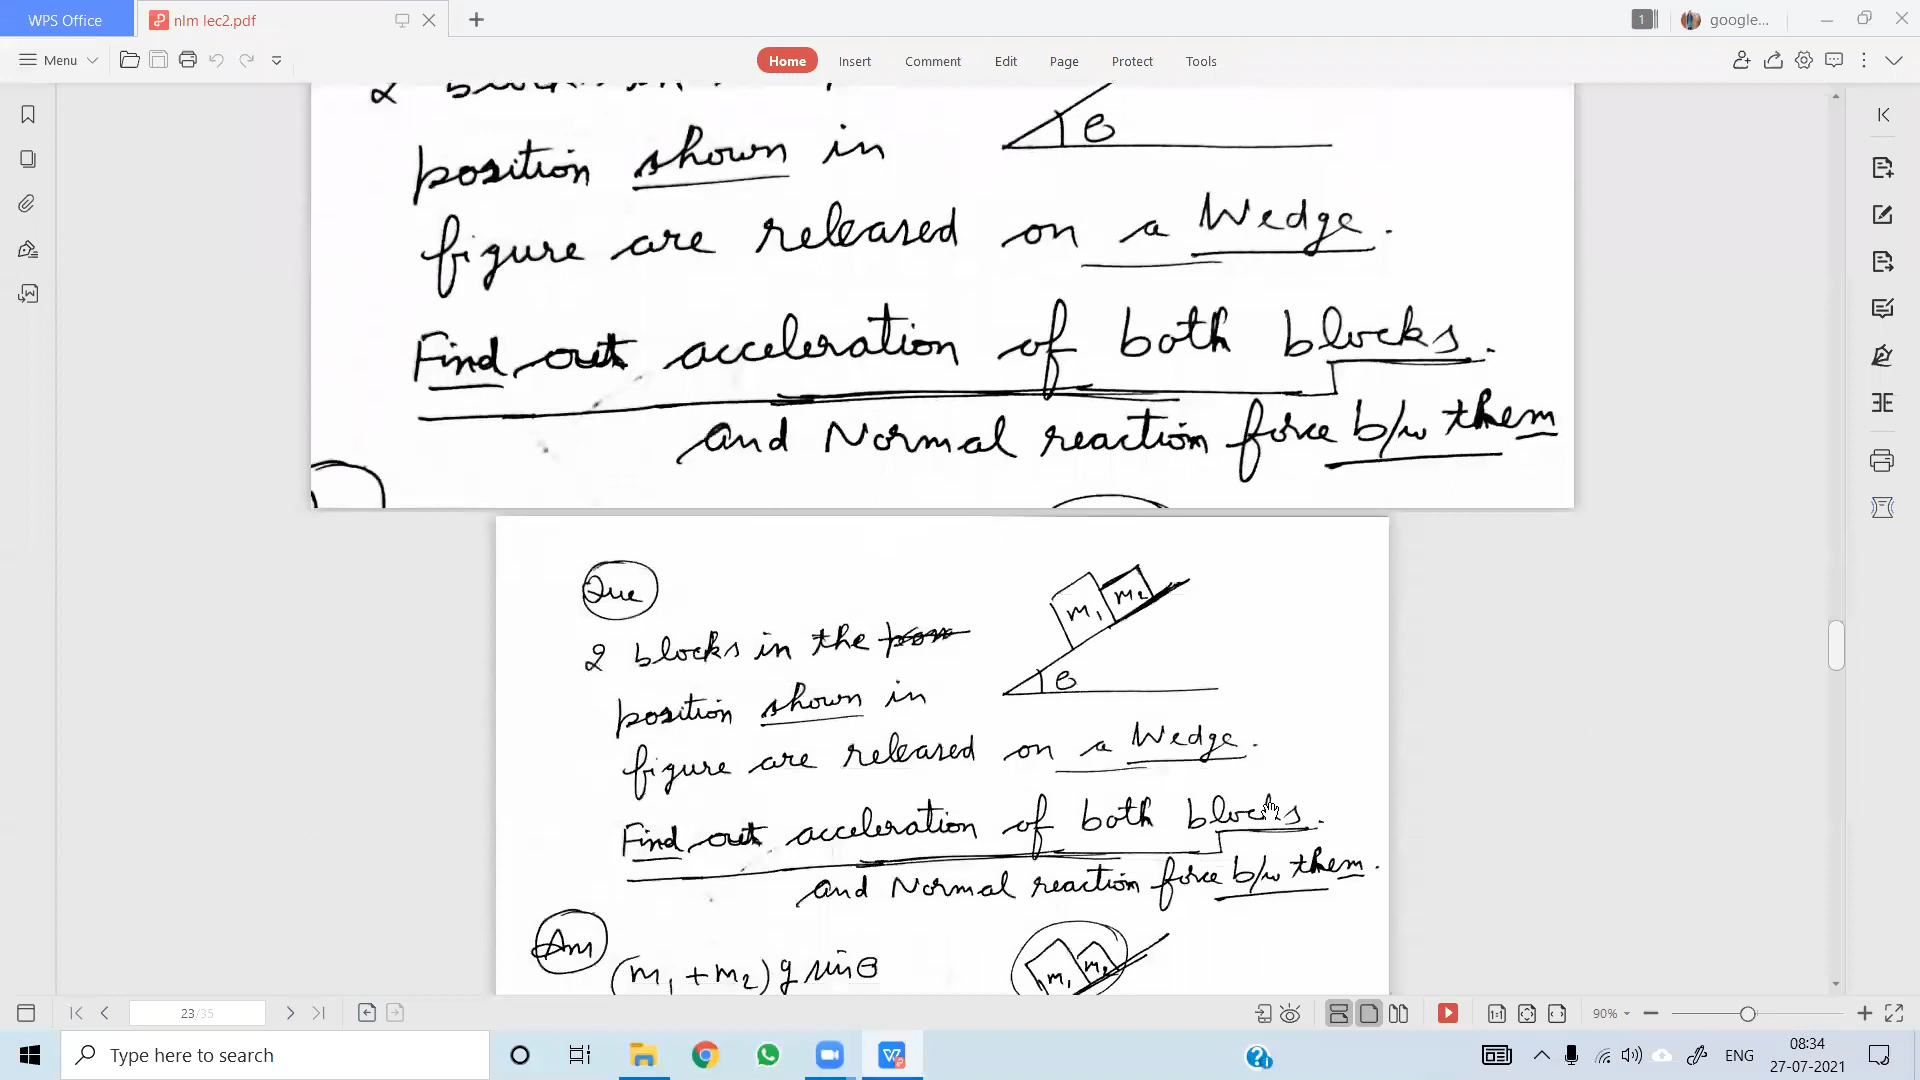 WPS Office
nlm lec2.pdf
1
google...
Menu
Home
Insert
Comment
Edit
Page
Protect
Tools
2
θ
position shown in
figure are released on a Wedge.
Find out acceleration of both blocks.
and Normal reaction force b/w them
Que
m1 m2
2 blocks in the
θ
position shown in
figure are released on a Wedge.
Find out acceleration of both blocks.
and Normal reaction force b/w them.
Ans
(m1+m2)g sinθ
m1 m2
23/35
90%
Type here to search
ENG
08:34
27-07-2021